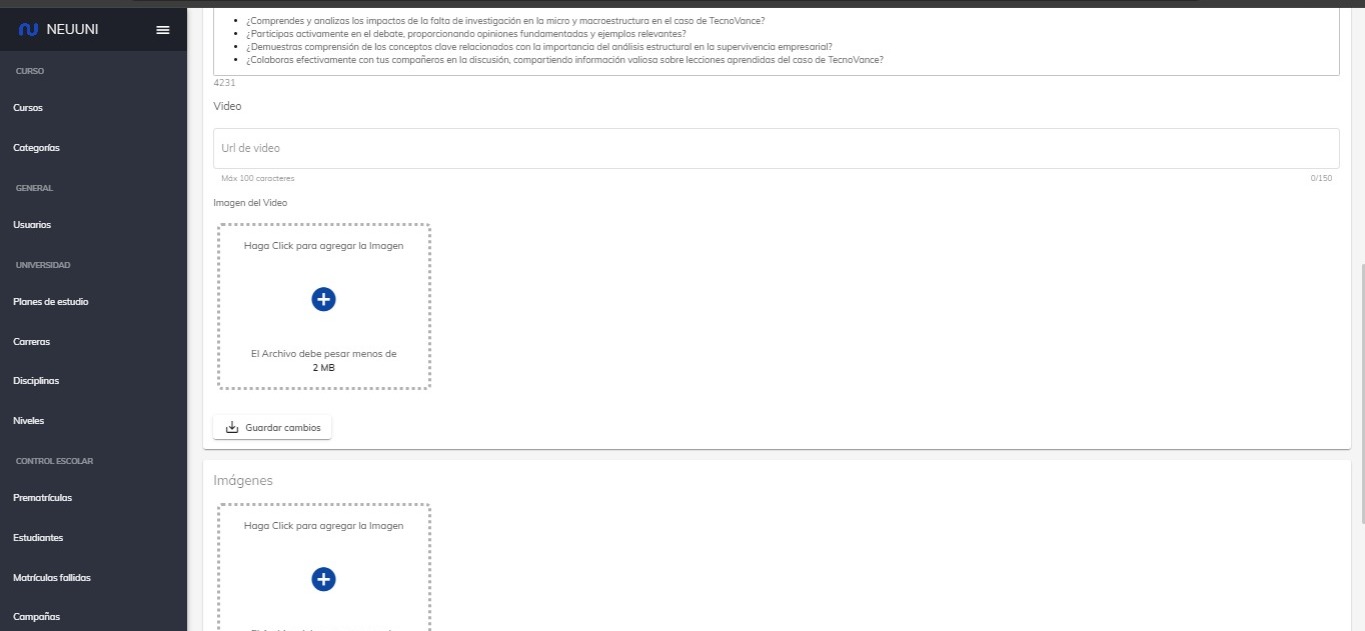 NEUUNI
CURSO
Cursos
Categorías
GENERAL
Usuarios
UNIVERSIDAD
Planes de estudio
Carreras
Disciplinas
Niveles
CONTROL ESCOLAR
Prematrículas
Estudiantes
Matrículas fallidas
Campañas
• ¿Comprendes y analizas los impactos de la falta de investigación en la micro y macroestructura en el caso de TecnoVance?
• ¿Participas activamente en el debate, proporcionando opiniones fundamentadas y ejemplos relevantes?
• ¿Demuestras comprensión de los conceptos clave relacionados con la importancia del análisis estructural en la supervivencia empresarial?
• ¿Colaboras efectivamente con tus compañeros en la discusión, compartiendo información valiosa sobre lecciones aprendidas del caso de TecnoVance?
4231
Video
Url de video
Máx 100 caracteres 0/150
Imagen del Video
Haga Click para agregar la Imagen
El Archivo debe pesar menos de
2 MB
Guardar cambios
Imágenes
Haga Click para agregar la Imagen